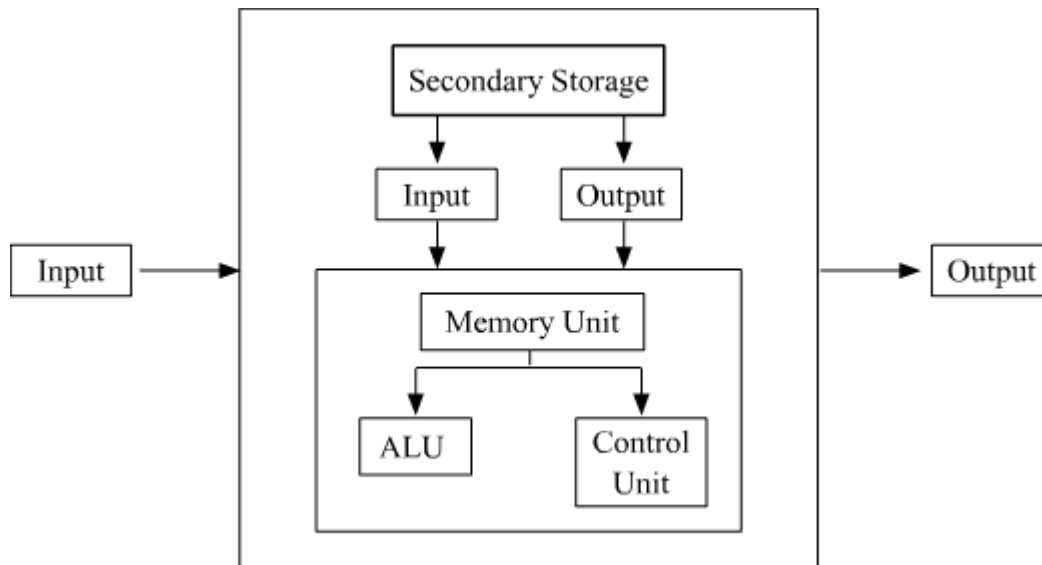 Secondary Storage
Input
Output
Input
Output
Memory Unit
ALU
Control
Unit